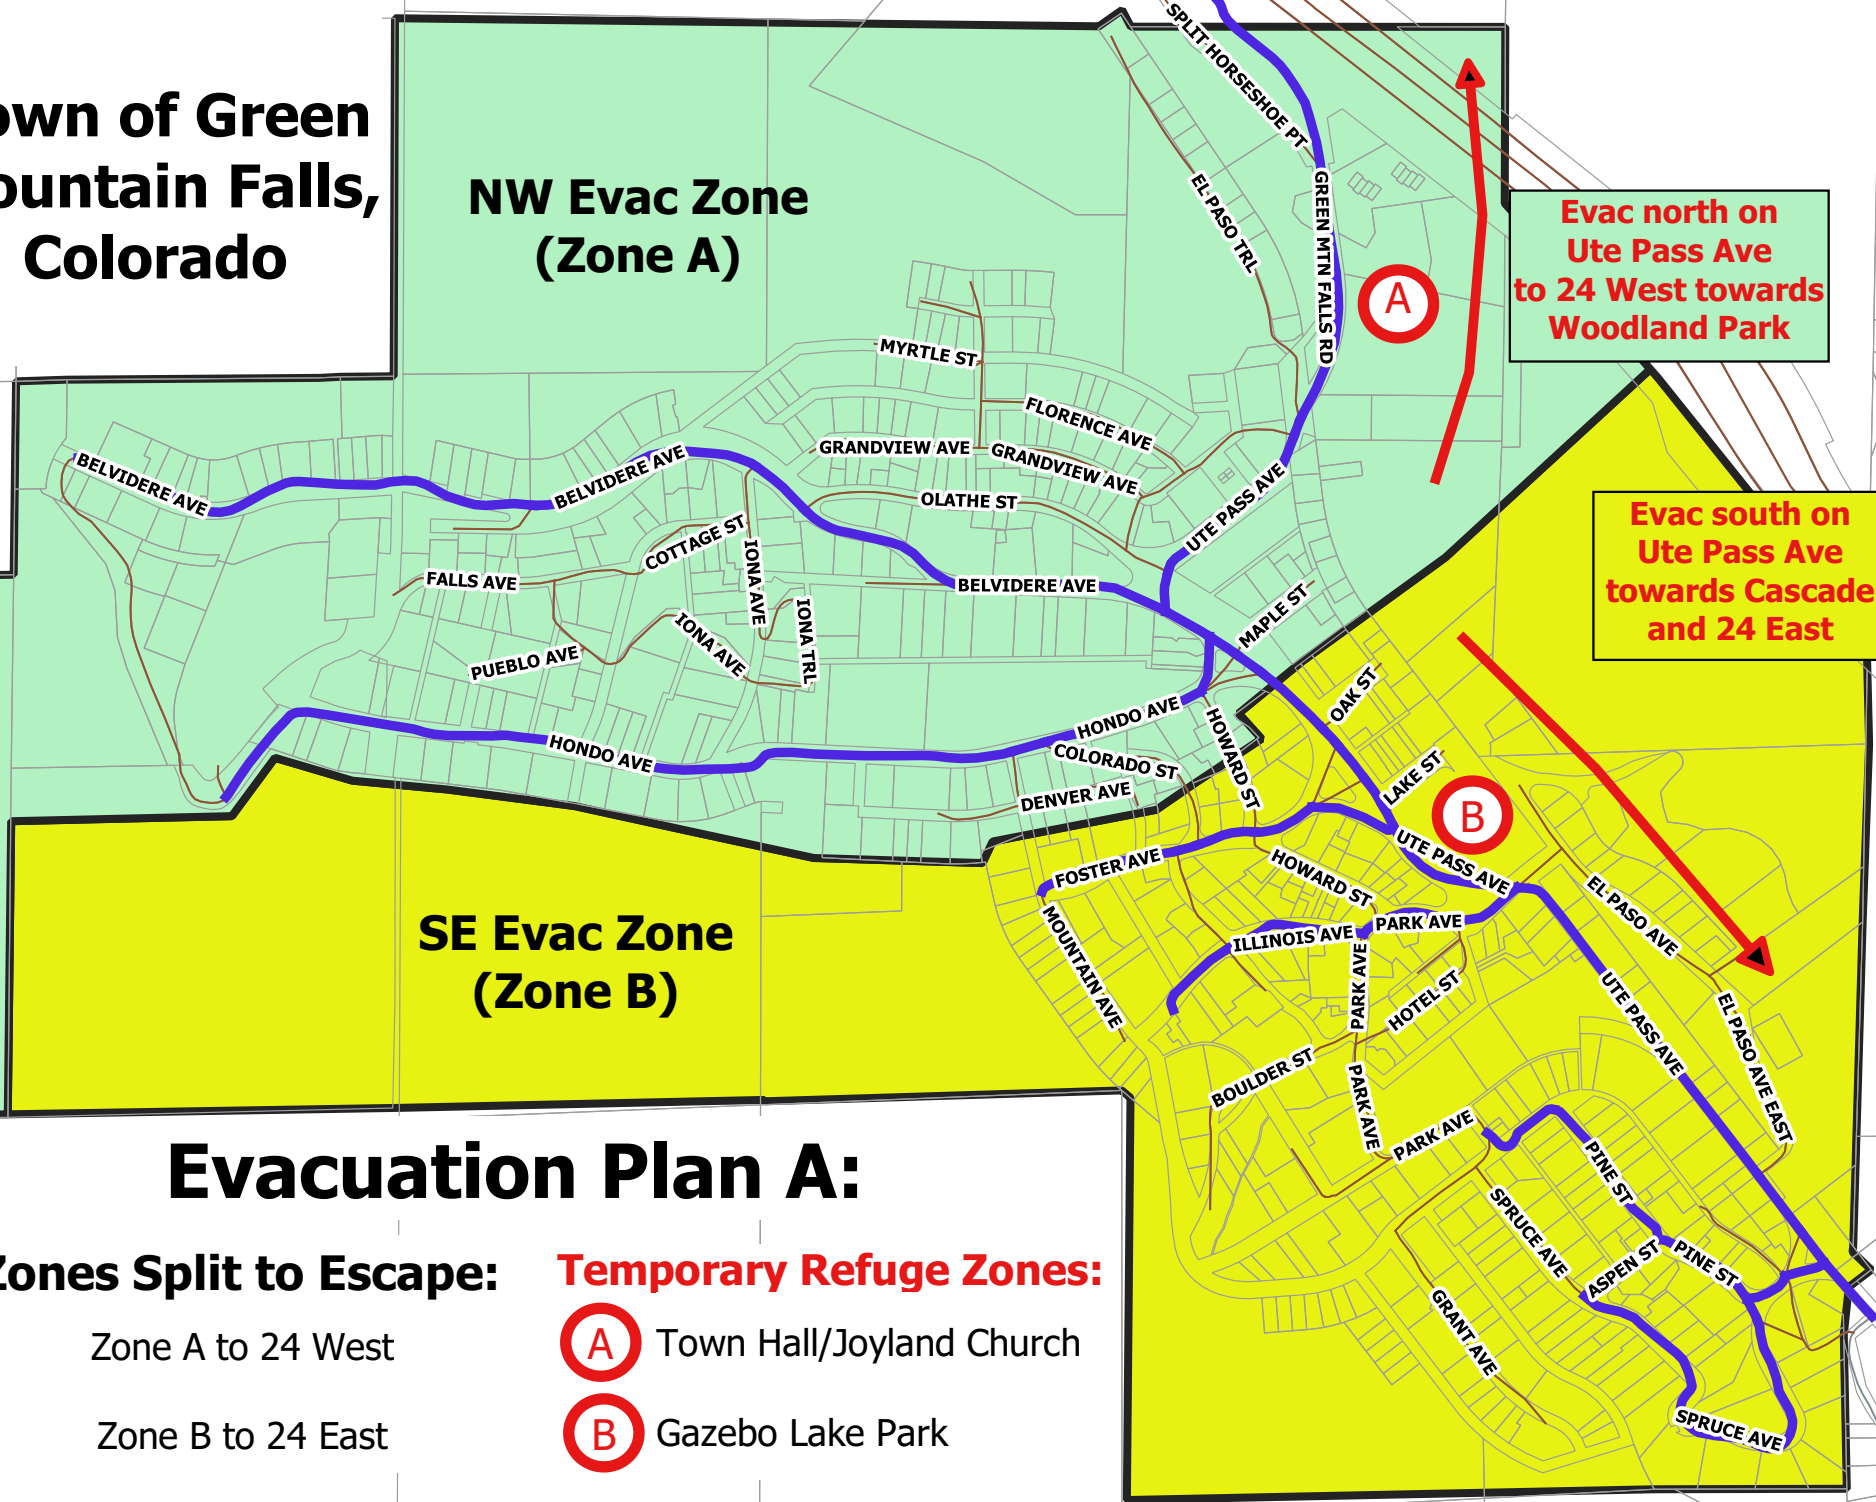 own of Green
ountain Falls,
Colorado
NW Evac Zone
(Zone A)
SPLIT HORSESHOE PT
EL PASO TRL
GREEN MTN FALLS RD
A
Evac north on
Ute Pass Ave
to 24 West towards
Woodland Park
MYRTLE ST
FLORENCE AVE
GRANDVIEW AVE
GRANDVIEW AVE
BELVIDERE AVE
BELVIDERE AVE
OLATHE ST
UTE PASS AVE
COTTAGE ST
IONA AVE
FALLS AVE
BELVIDERE AVE
IONA TRL
MAPLE ST
IONA AVE
PUEBLO AVE
Evac south on
Ute Pass Ave
towards Cascade
and 24 East
OAK ST
HONDO AVE
HONDO AVE
HOWARD ST
COLORADO ST
LAKE ST
DENVER AVE
B
UTE PASS AVE
FOSTER AVE
HOWARD ST
EL PASO AVE
SE Evac Zone
(Zone B)
MOUNTAIN AVE
ILLINOIS AVE
PARK AVE
PARK AVE
HOTEL ST
UTE PASS AVE
EL PASO AVE EAST
BOULDER ST
PARK AVE
PARK AVE
PINE ST
SPRUCE AVE
ASPEN ST
PINE ST
GRANT AVE
SPRUCE AVE
Evacuation Plan A:
Zones Split to Escape:
Zone A to 24 West
Zone B to 24 East
Temporary Refuge Zones:
A Town Hall/Joyland Church
B Gazebo Lake Park